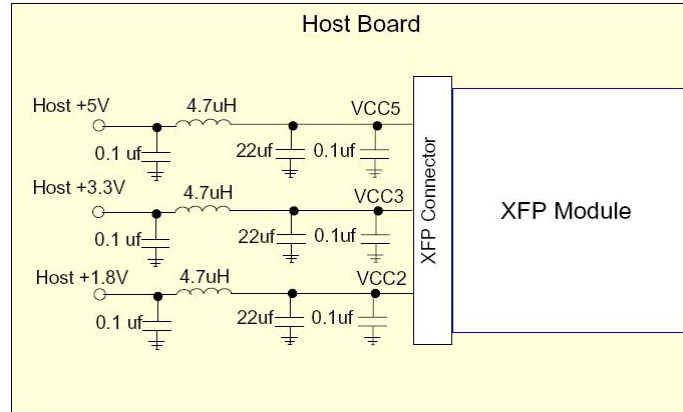 Host Board
Host +5V
4.7uH
VCC5
0.1 uf
22uf
0.1uf
Host +3.3V
4.7uH
VCC3
0.1 uf
22uf
0.1uf
Host +1.8V
4.7uH
VCC2
0.1 uf
22uf
0.1uf
XFP Connector
XFP Module